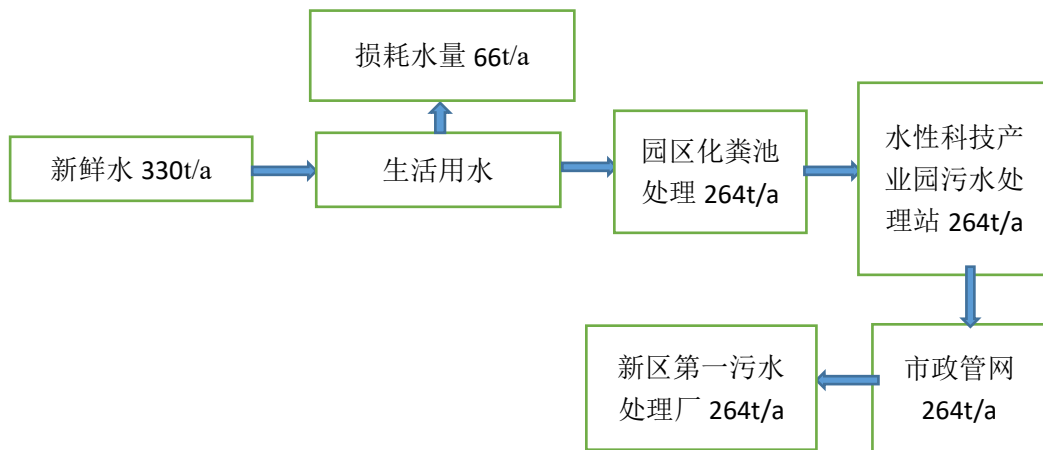 损耗水量 66t/a
新鲜水 330t/a
生活用水
园区化粪池
处理 264t/a
水性科技产
业园污水处
理站 264t/a
新区第一污水
处理厂 264t/a
市政管网
264t/a